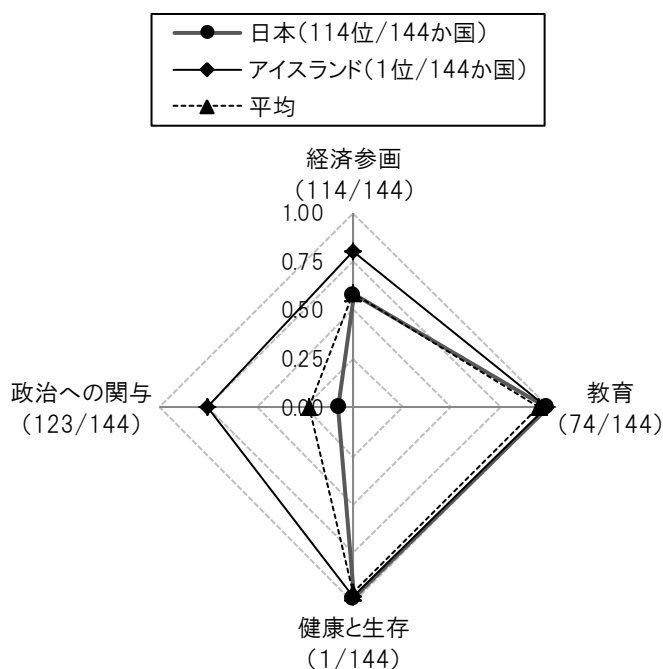 日本(114位/144か国)
アイスランド(1位/144か国)
平均
経済参画
(114/144)
1.00
0.75
0.50
0.25
0.00
政治への関与
(123/144)
教育
(74/144)
健康と生存
(1/144)